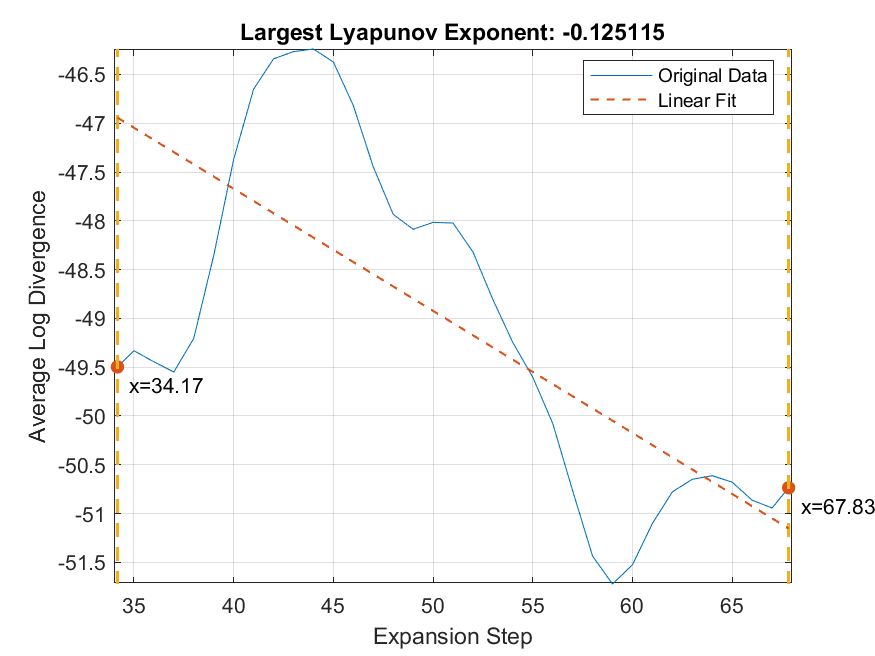 Largest Lyapunov Exponent: -0.125115
Original Data
Linear Fit
Average Log Divergence
-46.5
-47
-47.5
-48
-48.5
-49
-49.5
-50
-50.5
-51
-51.5
x=34.17
x=67.83
35 40 45 50 55 60 65
Expansion Step